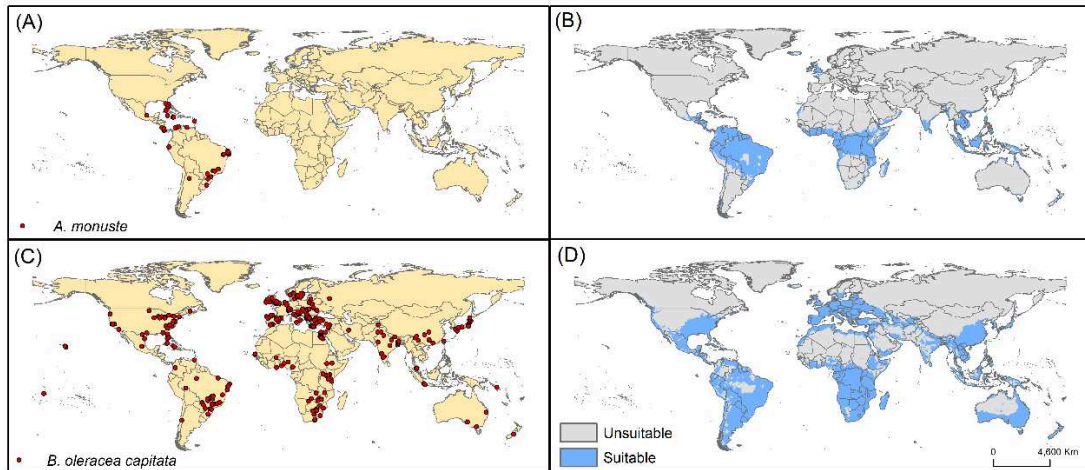 (A)
(B)
A. monuste
(C)
(D)
B. oleracea capitata
Unsuitable
Suitable
0 4,600 Km